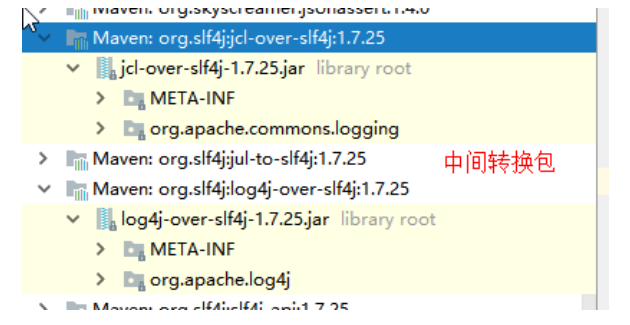 Maven: org.skyscreamer:jsonassert:1.4.0
Maven: org.slf4j:jcl-over-slf4j:1.7.25
jcl-over-slf4j-1.7.25.jar library root
META-INF
org.apache.commons.logging
Maven: org.slf4j:jul-to-slf4j:1.7.25 中间转换包
Maven: org.slf4j:log4j-over-slf4j:1.7.25
log4j-over-slf4j-1.7.25.jar library root
META-INF
org.apache.log4j
Maven: org.slf4j:slf4j-api:1.7.25